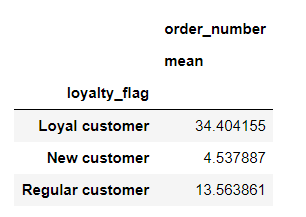 order_number
mean
loyalty_flag
Loyal customer 34.404155
New customer 4.537887
Regular customer 13.563861